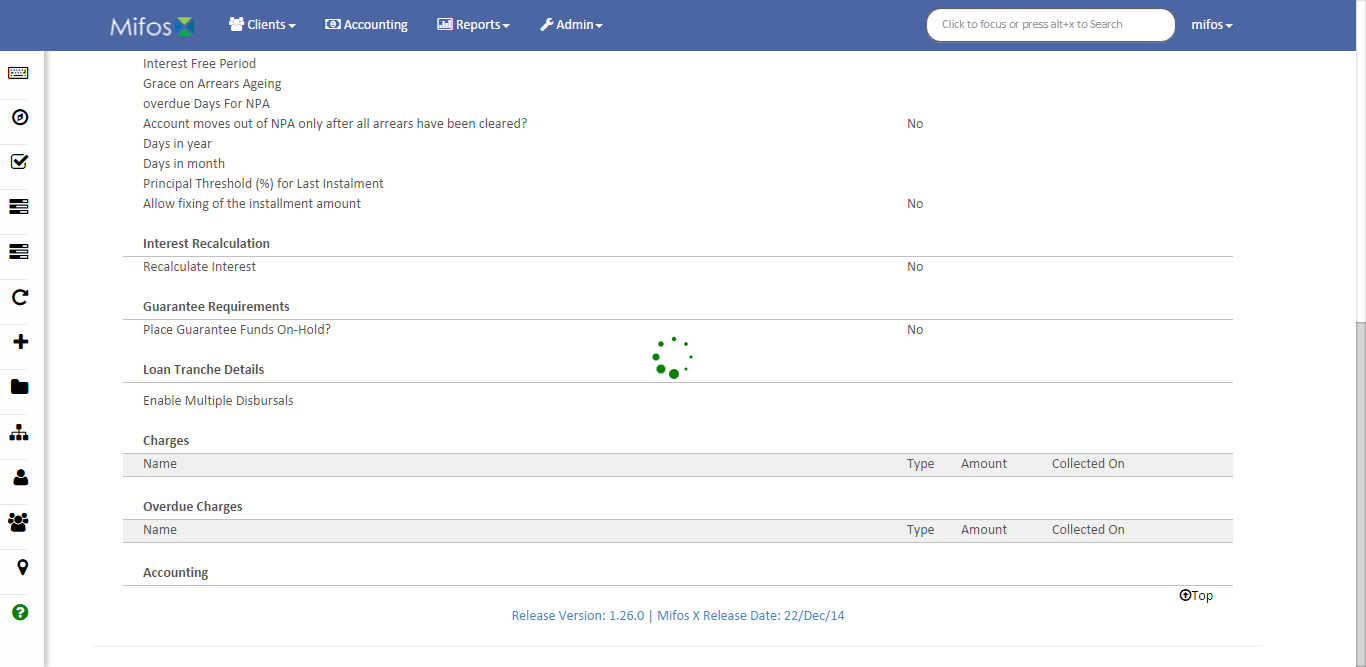 Mifos Clients Accounting Reports Admin Click to focus or press alt+x to Search mifos
Interest Free Period
Grace on Arrears Ageing
overdue Days For NPA
Account moves out of NPA only after all arrears have been cleared? No
Days in year
Days in month
Principal Threshold (%) for Last Instalment
Allow fixing of the installment amount No
Interest Recalculation
Recalculate Interest No
Guarantee Requirements
Place Guarantee Funds On-Hold? No
Loan Tranche Details
Enable Multiple Disbursals
Charges
Name Type Amount Collected On
Overdue Charges
Name Type Amount Collected On
Accounting
Top
Release Version: 1.26.0 | Mifos X Release Date: 22/Dec/14